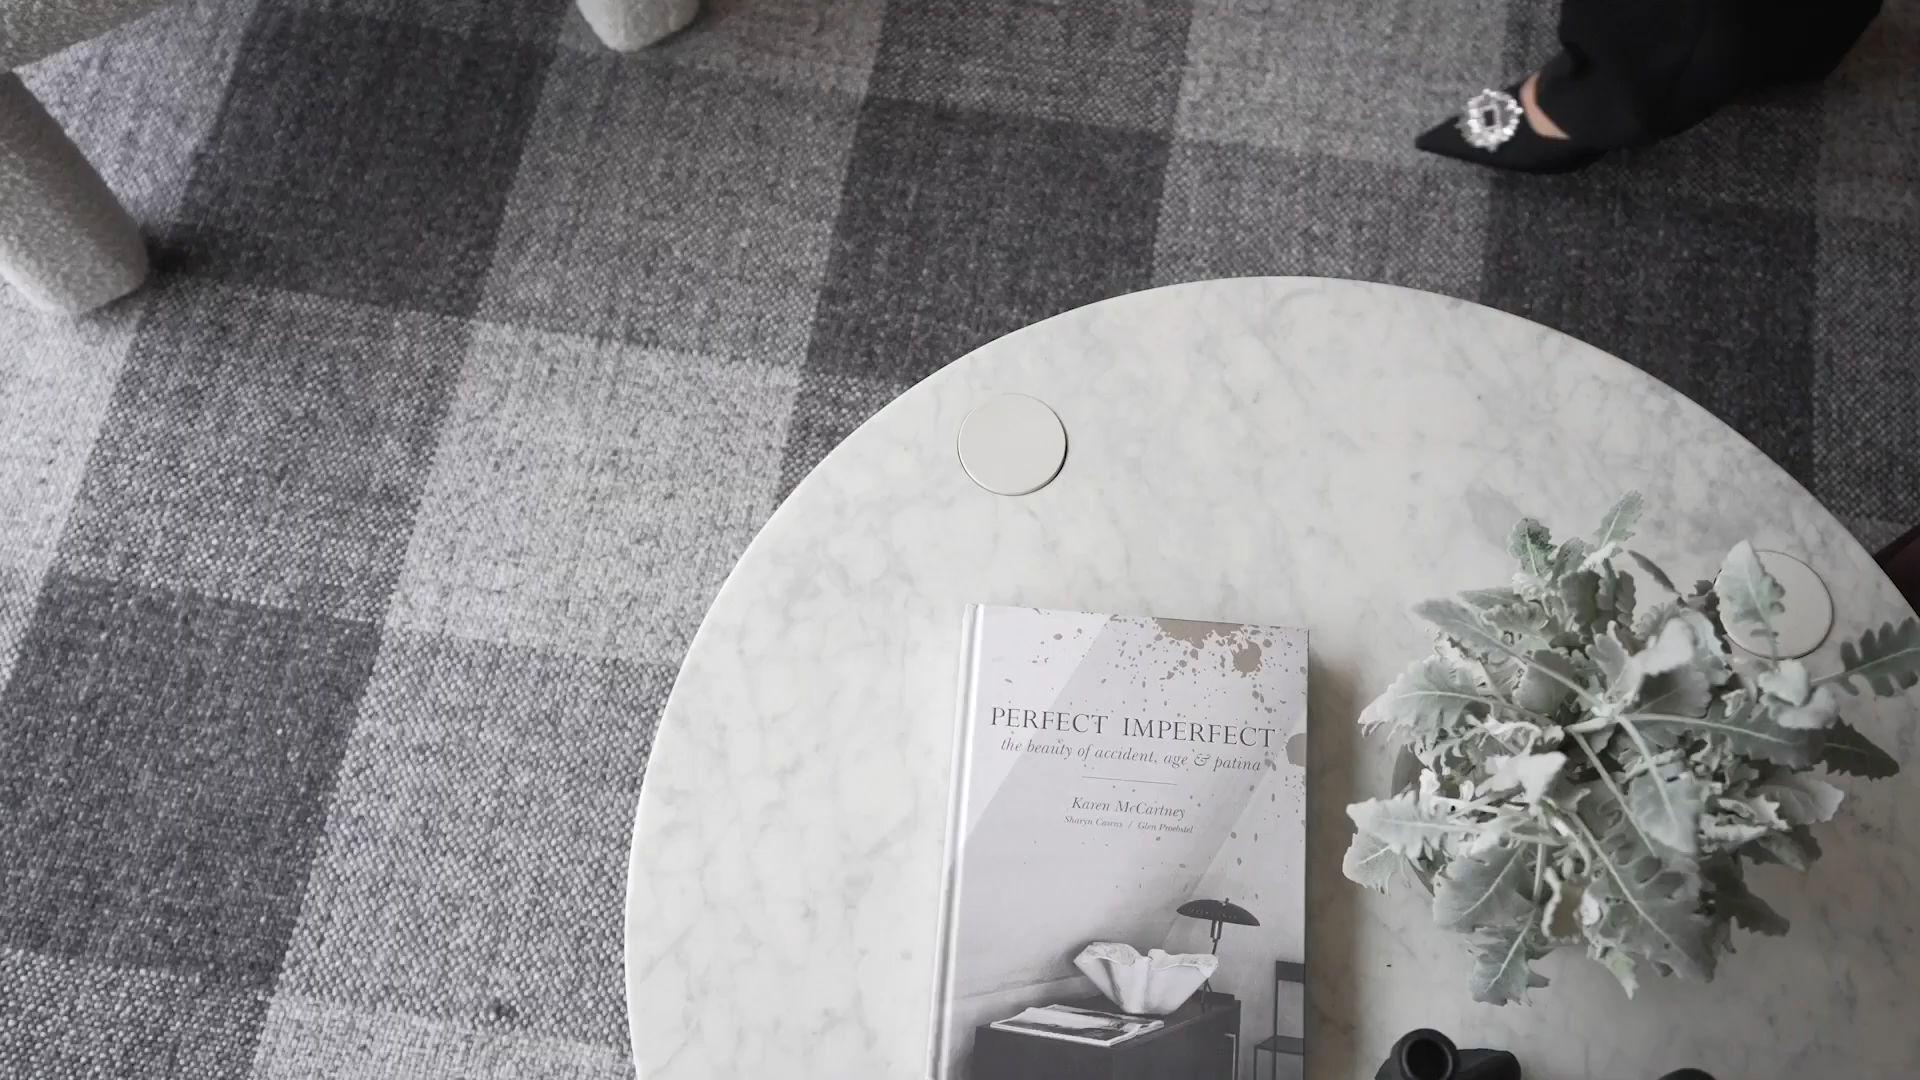 PERFECT IMPERFECT
the beauty of accident, age & patina
Karen McCartney
Sharyn Cairns / Glen Proebstel